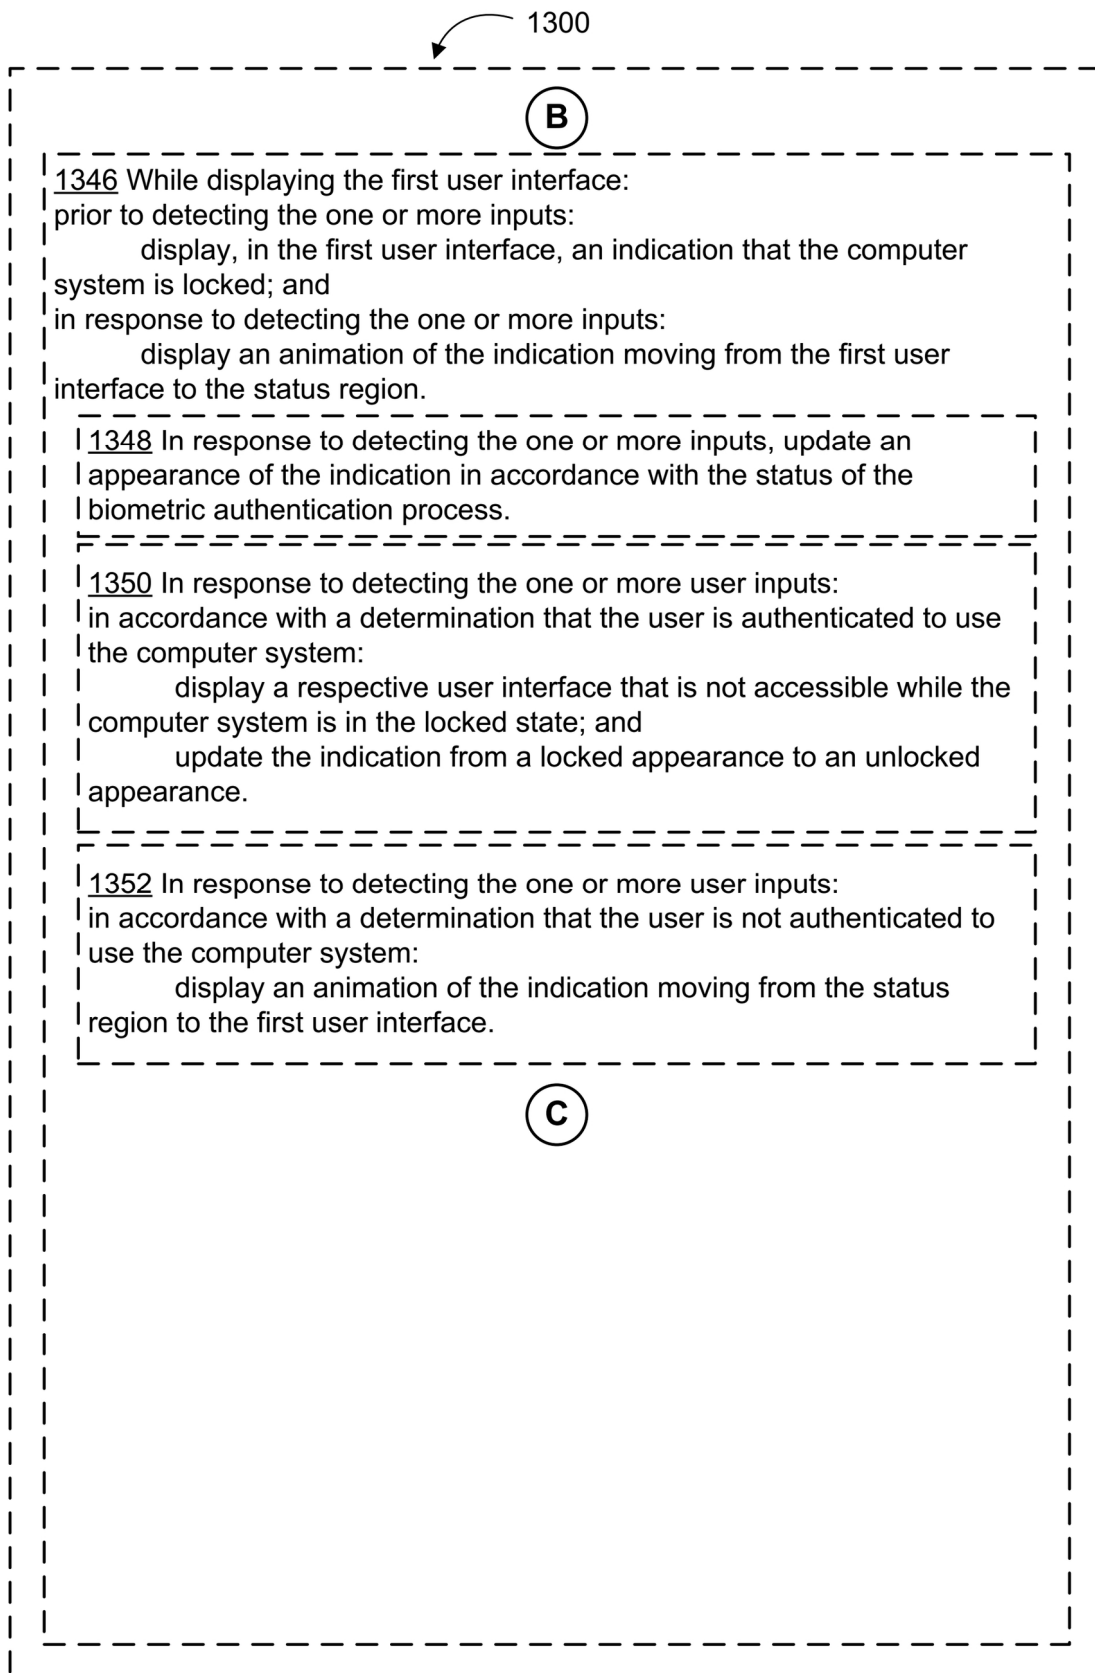 1300
B
1346 While displaying the first user interface:
prior to detecting the one or more inputs:
display, in the first user interface, an indication that the computer
system is locked; and
in response to detecting the one or more inputs:
display an animation of the indication moving from the first user
interface to the status region.
1348 In response to detecting the one or more inputs, update an
appearance of the indication in accordance with the status of the
biometric authentication process.
1350 In response to detecting the one or more user inputs:
in accordance with a determination that the user is authenticated to use
the computer system:
display a respective user interface that is not accessible while the
computer system is in the locked state; and
update the indication from a locked appearance to an unlocked
appearance.
1352 In response to detecting the one or more user inputs:
in accordance with a determination that the user is not authenticated to
use the computer system:
display an animation of the indication moving from the status
region to the first user interface.
C